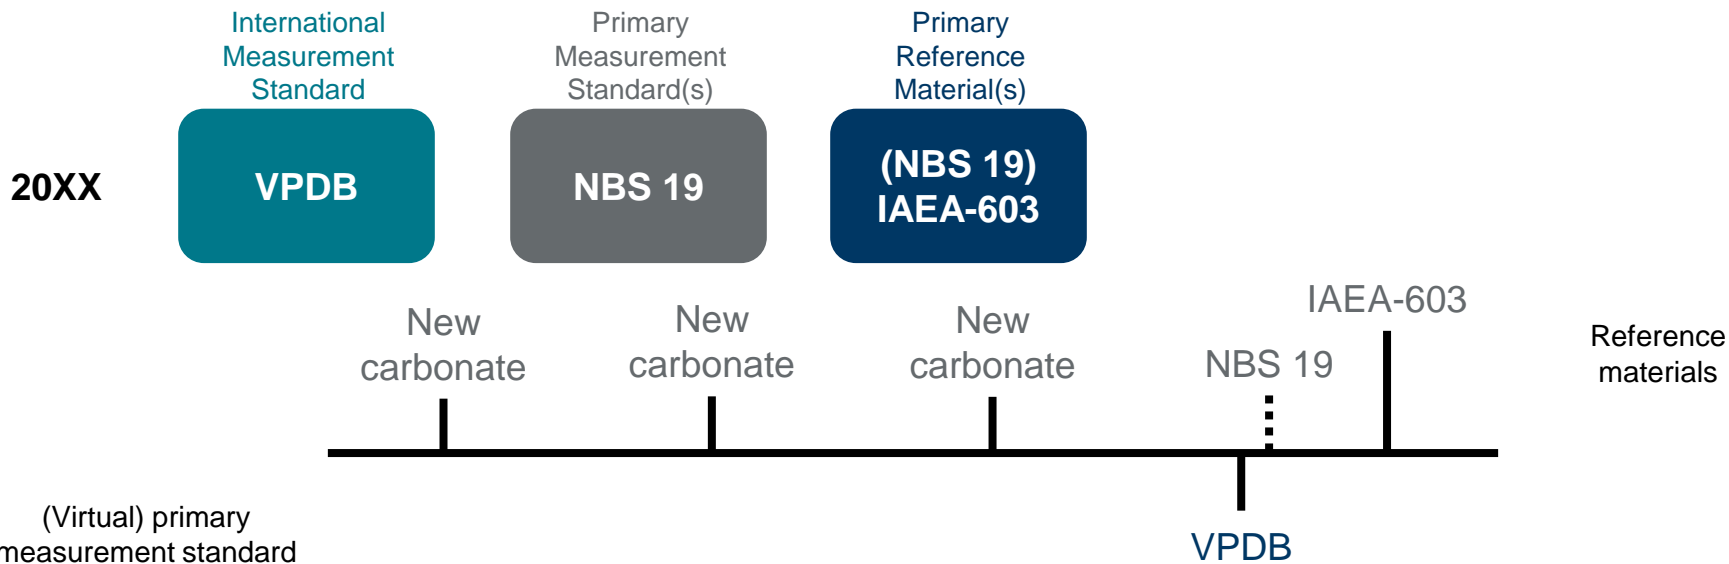 International
Measurement
Standard
Primary
Measurement
Standard(s)
Primary
Reference
Material(s)
20XX
VPDB
NBS 19
(NBS 19)
IAEA-603
New
carbonate
New
carbonate
New
carbonate
NBS 19
IAEA-603
Reference
materials
(Virtual) primary
measurement standard
VPDB